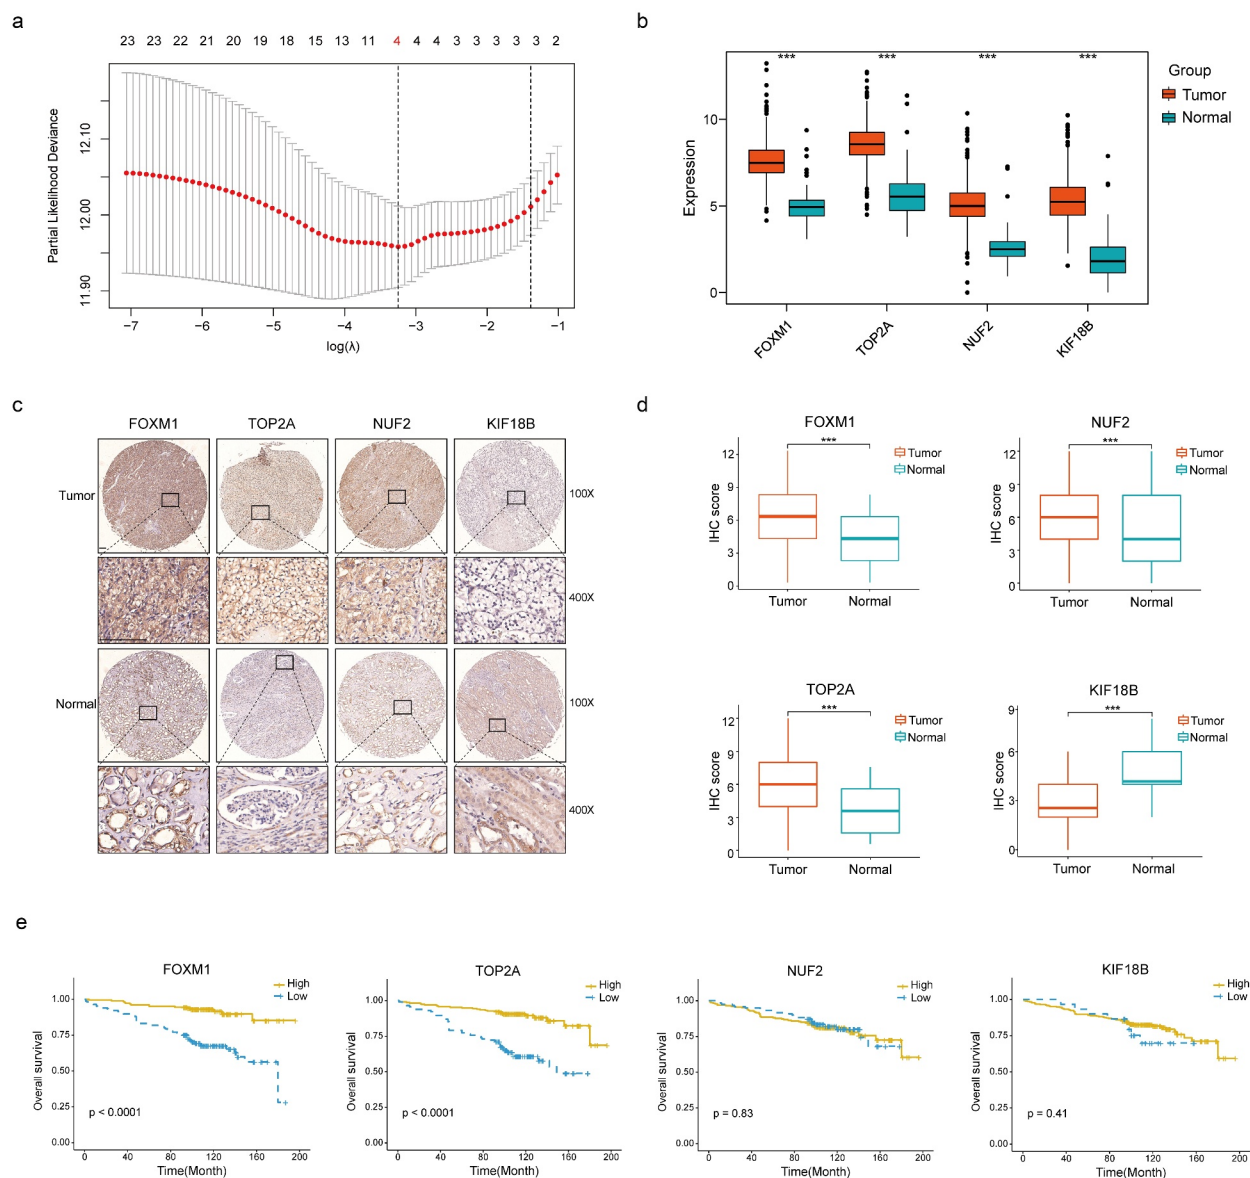 a
23 23 22 21 20 19 18 15 13 11 4 4 4 3 3 3 3 3 2
Partial Likelihood Deviance
12.10
12.00
11.90
−7 −6 −5 −4 −3 −2 −1
log(λ)
b
*** *** *** ***
Expression
10
5
0
FOXM1 TOP2A NUF2 KIF18B
Group
Tumor
Normal
c
FOXM1 TOP2A NUF2 KIF18B
Tumor
100X
400X
Normal
100X
400X
d
FOXM1
***
IHC score
12
9
6
3
0
Tumor Normal
Tumor
Normal
NUF2
***
IHC score
12
9
6
3
0
Tumor Normal
Tumor
Normal
TOP2A
***
IHC score
12
9
6
3
0
Tumor Normal
Tumor
Normal
KIF18B
***
IHC score
9
6
3
0
Tumor Normal
Tumor
Normal
e
FOXM1
High
Low
Overall survival
1.00
0.75
0.50
0.25
0.00
p < 0.0001
0 40 80 120 160 200
Time(Month)
TOP2A
High
Low
Overall survival
1.00
0.75
0.50
0.25
0.00
p < 0.0001
0 40 80 120 160 200
Time(Month)
NUF2
High
Low
Overall survival
1.00
0.75
0.50
0.25
0.00
p = 0.83
0 40 80 120 160 200
Time(Month)
KIF18B
High
Low
Overall survival
1.00
0.75
0.50
0.25
0.00
p = 0.41
0 40 80 120 160 200
Time(Month)